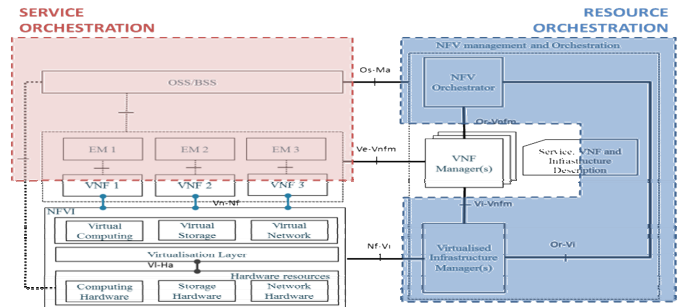 SERVICE
ORCHESTRATION
RESOURCE
ORCHESTRATION
NFV management and Orchestration
OSS/BSS
Os-Ma
NFV
Orchestrator
Or-Vnfm
EM 1
EM 2
EM 3
Ve-Vnfm
VNF
Manager(s)
Service, VNF and
Infrastructure
Description
VNF 1
VNF 2
VNF 3
Vn-Nf
Vi-Vnfm
NFVI
Virtual
Computing
Virtual
Storage
Virtual
Network
Virtualisation Layer
Nf-Vi
Virtualised
Infrastructure
Manager(s)
Or-Vi
Vl-Ha
Hardware resources
Computing
Hardware
Storage
Hardware
Network
Hardware